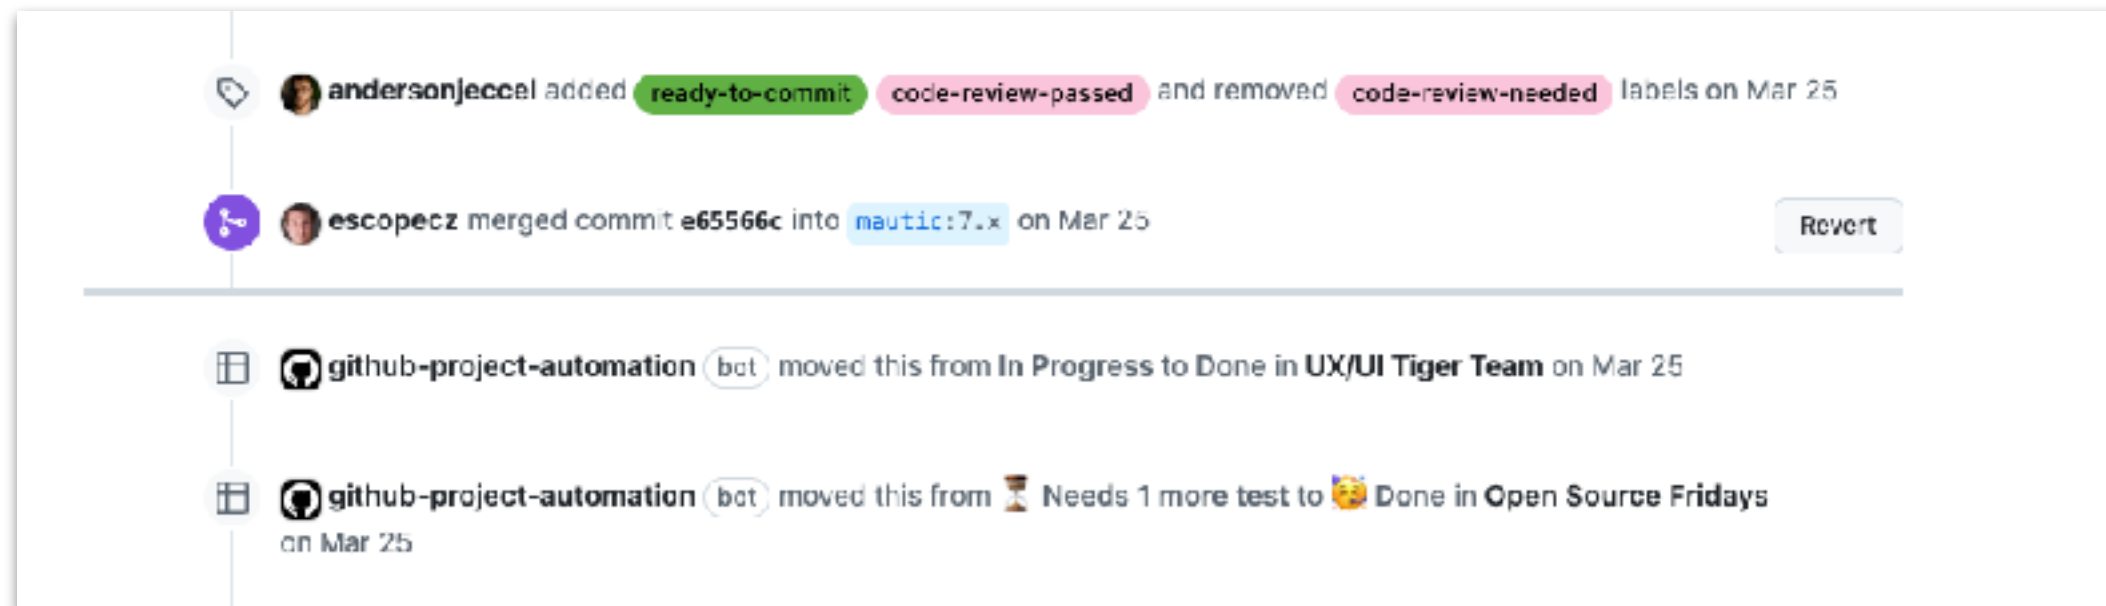 andersonjeccel added ready-to-commit code-review-passed and removed code-review-needed labels on Mar 25
escopecz merged commit e65566c into mautic:7.x on Mar 25
Revert
github-project-automation bot moved this from In Progress to Done in UX/UI Tiger Team on Mar 25
github-project-automation bot moved this from ⏳ Needs 1 more test to 🥳 Done in Open Source Fridays
on Mar 25